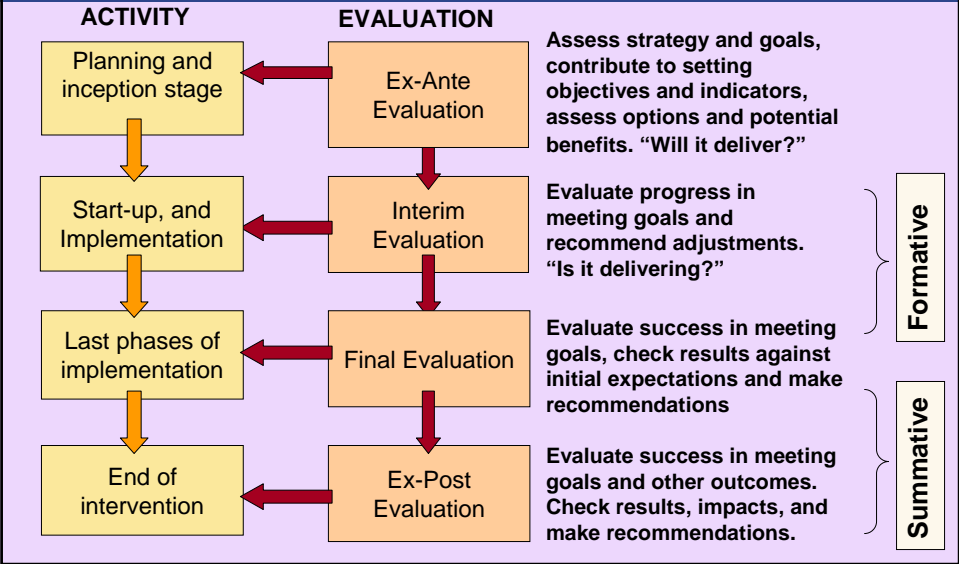 ACTIVITY
EVALUATION
Planning and
inception stage
Ex-Ante
Evaluation
Assess strategy and goals,
contribute to setting
objectives and indicators,
assess options and potential
benefits. “Will it deliver?”
Start-up, and
Implementation
Interim
Evaluation
Evaluate progress in
meeting goals and
recommend adjustments.
“Is it delivering?”
Formative
Last phases of
implementation
Final Evaluation
Evaluate success in meeting
goals, check results against
initial expectations and make
recommendations
End of
intervention
Ex-Post
Evaluation
Evaluate success in meeting
goals and other outcomes.
Check results, impacts, and
make recommendations.
Summative